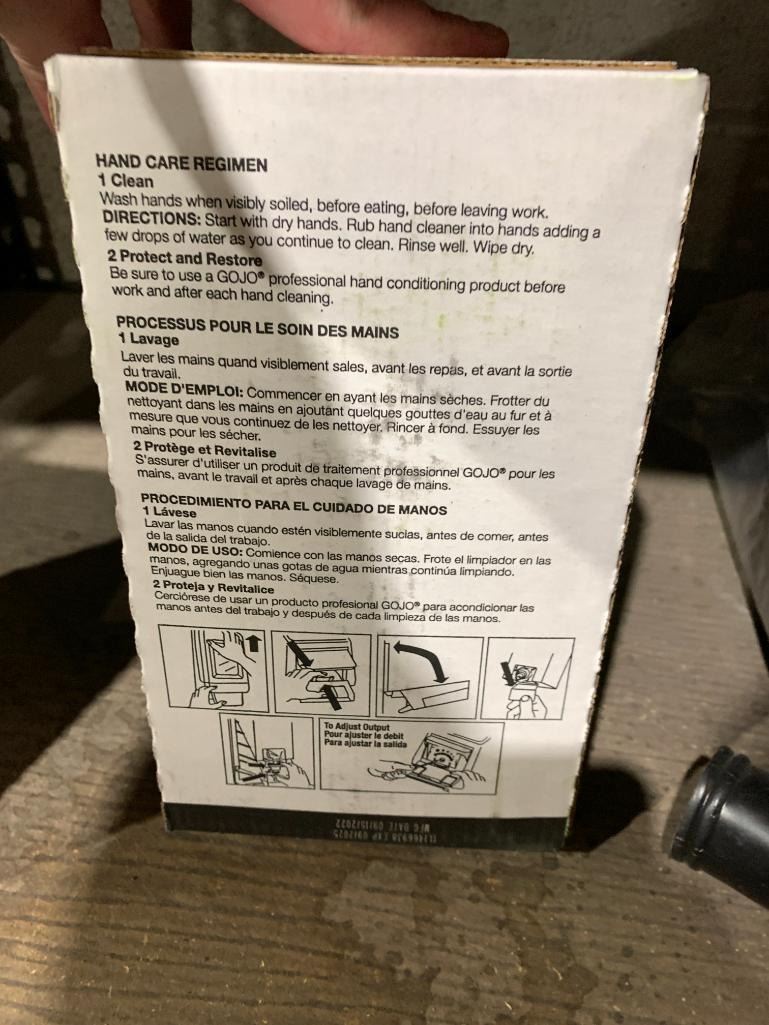 HAND CARE REGIMEN
1 Clean
Wash hands when visibly soiled, before eating, before leaving work.
DIRECTIONS: Start with dry hands. Rub hand cleaner into hands adding a
few drops of water as you continue to clean. Rinse well. Wipe dry.
2 Protect and Restore
Be sure to use a GOJO® professional hand conditioning product before
work and after each hand cleaning.
PROCESSUS POUR LE SOIN DES MAINS
1 Lavage
Laver les mains quand visiblement sales, avant les repas, et avant la sortie
du travail.
MODE D'EMPLOI: Commencer en ayant les mains sèches. Frotter du
nettoyant dans les mains en ajoutant quelques gouttes d'eau au fur et à
mesure que vous continuez de les nettoyer. Rincer à fond. Essuyer les
mains pour les sécher.
2 Protège et Revitalise
S'assurer d'utiliser un produit de traitement professionnel GOJO® pour les
mains, avant le travail et après chaque lavage de mains.
PROCEDIMIENTO PARA EL CUIDADO DE MANOS
1 Lávese
Lavar las manos cuando estén visiblemente sucias, antes de comer, antes
de la salida del trabajo.
MODO DE USO: Comience con las manos secas. Frote el limpiador en las
manos, agregando unas gotas de agua mientras continúa limpiando.
Enjuague bien las manos. Séquese.
2 Proteja y Revitalice
Cerciórese de usar un producto profesional GOJO® para acondicionar las
manos antes del trabajo y después de cada limpieza de las manos.
To Adjust Output
Pour ajuster le debit
Para ajustar la salida
MFG DATE 09/15/2022
EXP 09/2025